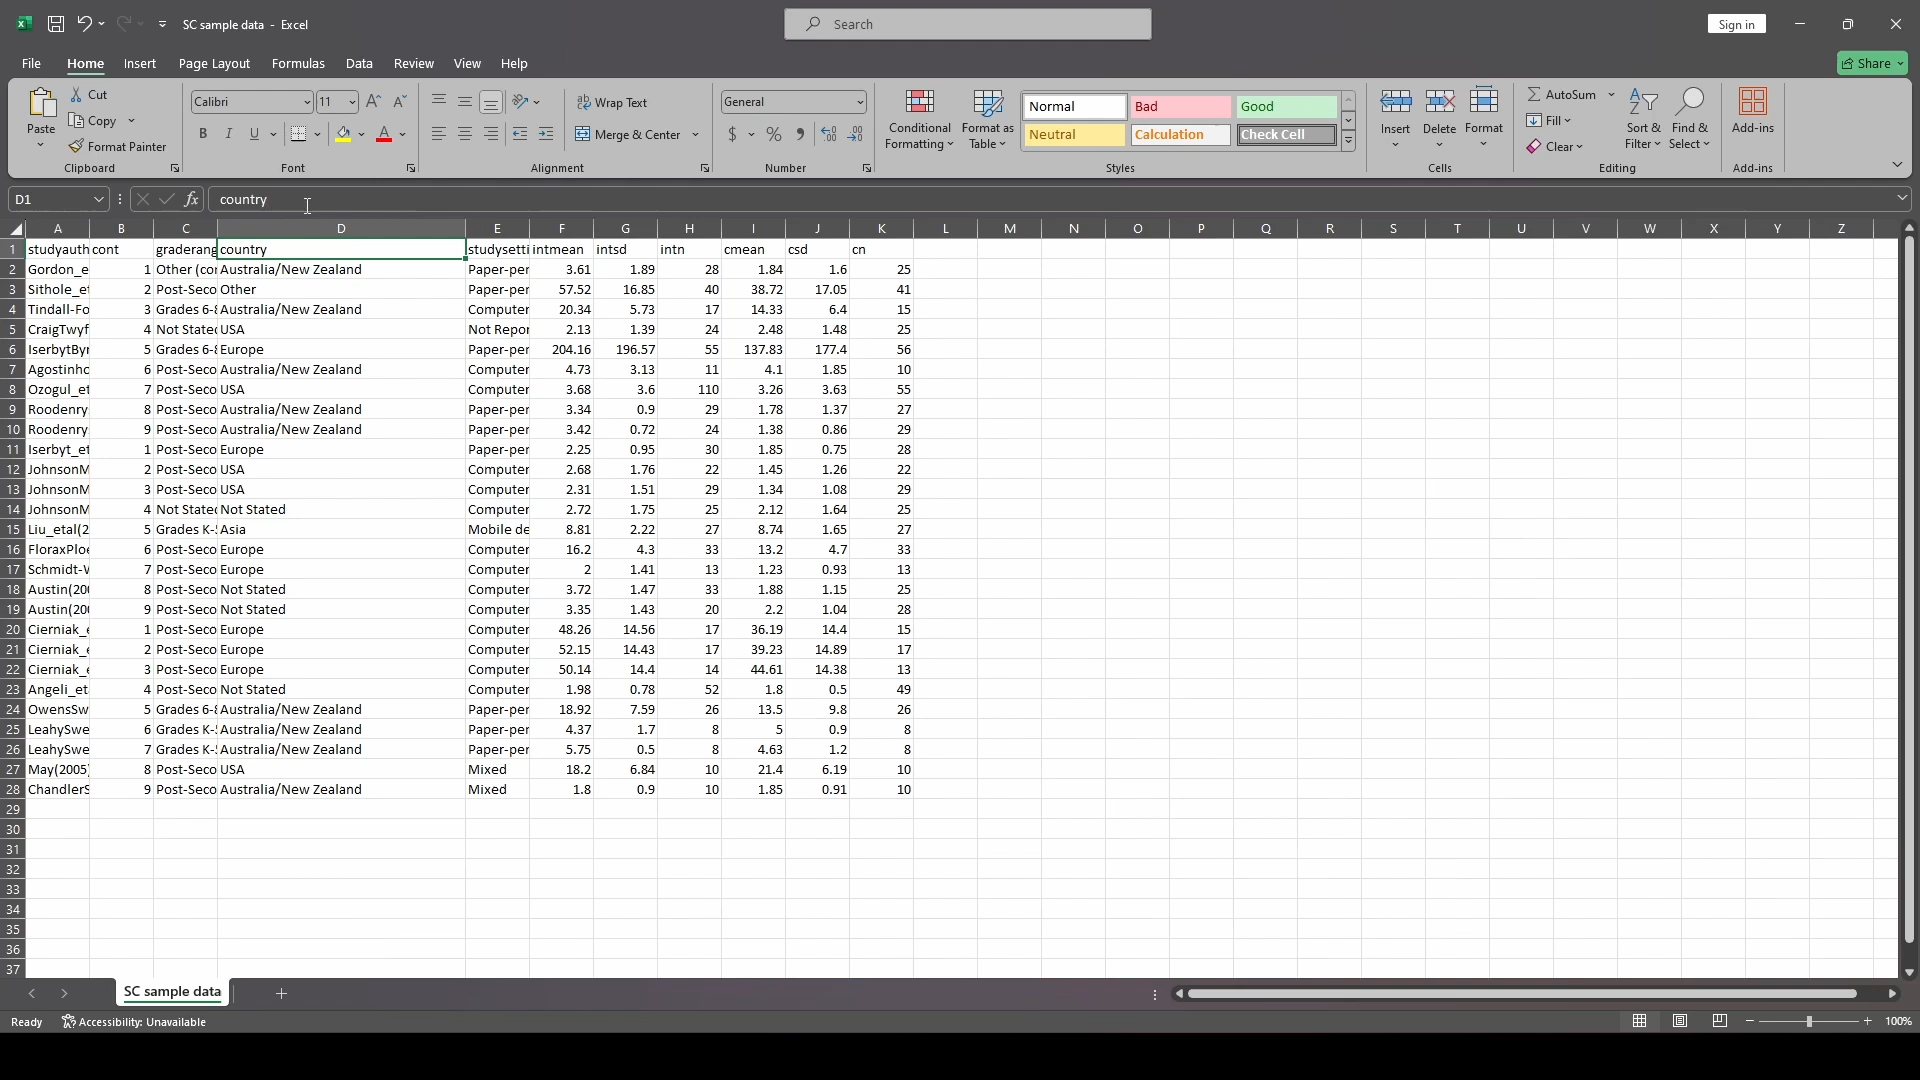 SC sample data - Excel
Search
Sign in
File Home Insert Page Layout Formulas Data Review View Help
Share
Paste
Cut
Copy
Format Painter
Clipboard
Calibri 11
B I U
Font
Wrap Text
Merge & Center
Alignment
General
$ % 9
Number
Conditional Formatting
Format as Table
Normal Bad Good
Neutral Calculation Check Cell
Styles
Insert Delete Format
Cells
AutoSum
Fill
Clear
Sort & Filter
Find & Select
Editing
Add-ins
Add-ins
D1 fx country
A B C D E F G H I J K L M N O P Q R S T U V W X Y Z
1 studyauth cont graderang country studysetti intmean intsd intn cmean csd cn
2 Gordon_e 1 Other (cor Australia/New Zealand Paper-per 3.61 1.89 28 1.84 1.6 25
3 Sithole_et 2 Post-Seco Other Paper-per 57.52 16.85 40 38.72 17.05 41
4 Tindall-Fo 3 Grades 6-8 Australia/New Zealand Computer 20.34 5.73 17 14.33 6.4 15
5 CraigTwyf 4 Not Stated USA Not Repor 2.13 1.39 24 2.48 1.48 25
6 IserbytByr 5 Grades 6-8 Europe Paper-per 204.16 196.57 55 137.83 177.4 56
7 Agostinho 6 Post-Seco Australia/New Zealand Computer 4.73 3.13 11 4.1 1.85 10
8 Ozogul_et 7 Post-Seco USA Computer 3.68 3.6 110 3.26 3.63 55
9 Roodenry 8 Post-Seco Australia/New Zealand Paper-per 3.34 0.9 29 1.78 1.37 27
10 Roodenry 9 Post-Seco Australia/New Zealand Paper-per 3.42 0.72 24 1.38 0.86 29
11 Iserbyt_et 1 Post-Seco Europe Paper-per 2.25 0.95 30 1.85 0.75 28
12 JohnsonM 2 Post-Seco USA Computer 2.68 1.76 22 1.45 1.26 22
13 JohnsonM 3 Post-Seco USA Computer 2.31 1.51 29 1.34 1.08 29
14 JohnsonM 4 Not Stated Not Stated Computer 2.72 1.75 25 2.12 1.64 25
15 Liu_etal(2 5 Grades K-5 Asia Mobile de 8.81 2.22 27 8.74 1.65 27
16 FloraxPloe 6 Post-Seco Europe Computer 16.2 4.3 33 13.2 4.7 33
17 Schmidt-W 7 Post-Seco Europe Computer 2 1.41 13 1.23 0.93 13
18 Austin(200 8 Post-Seco Not Stated Computer 3.72 1.47 33 1.88 1.15 25
19 Austin(200 9 Post-Seco Not Stated Computer 3.35 1.43 20 2.2 1.04 28
20 Cierniak_e 1 Post-Seco Europe Computer 48.26 14.56 17 36.19 14.4 15
21 Cierniak_e 2 Post-Seco Europe Computer 52.15 14.43 17 39.23 14.89 17
22 Cierniak_e 3 Post-Seco Europe Computer 50.14 14.4 14 44.61 14.38 13
23 Angeli_et 4 Post-Seco Not Stated Computer 1.98 0.78 52 1.8 0.5 49
24 OwensSw 5 Grades 6-8 Australia/New Zealand Paper-per 18.92 7.59 26 13.5 9.8 26
25 LeahySwe 6 Grades K-5 Australia/New Zealand Paper-per 4.37 1.7 8 5 0.9 8
26 LeahySwe 7 Grades K-5 Australia/New Zealand Paper-per 5.75 0.5 8 4.63 1.2 8
27 May(2005) 8 Post-Seco USA Mixed 18.2 6.84 10 21.4 6.19 10
28 ChandlerS 9 Post-Seco Australia/New Zealand Mixed 1.8 0.9 10 1.85 0.91 10
29
30
31
32
33
34
35
36
37
SC sample data
Ready Accessibility: Unavailable 100%